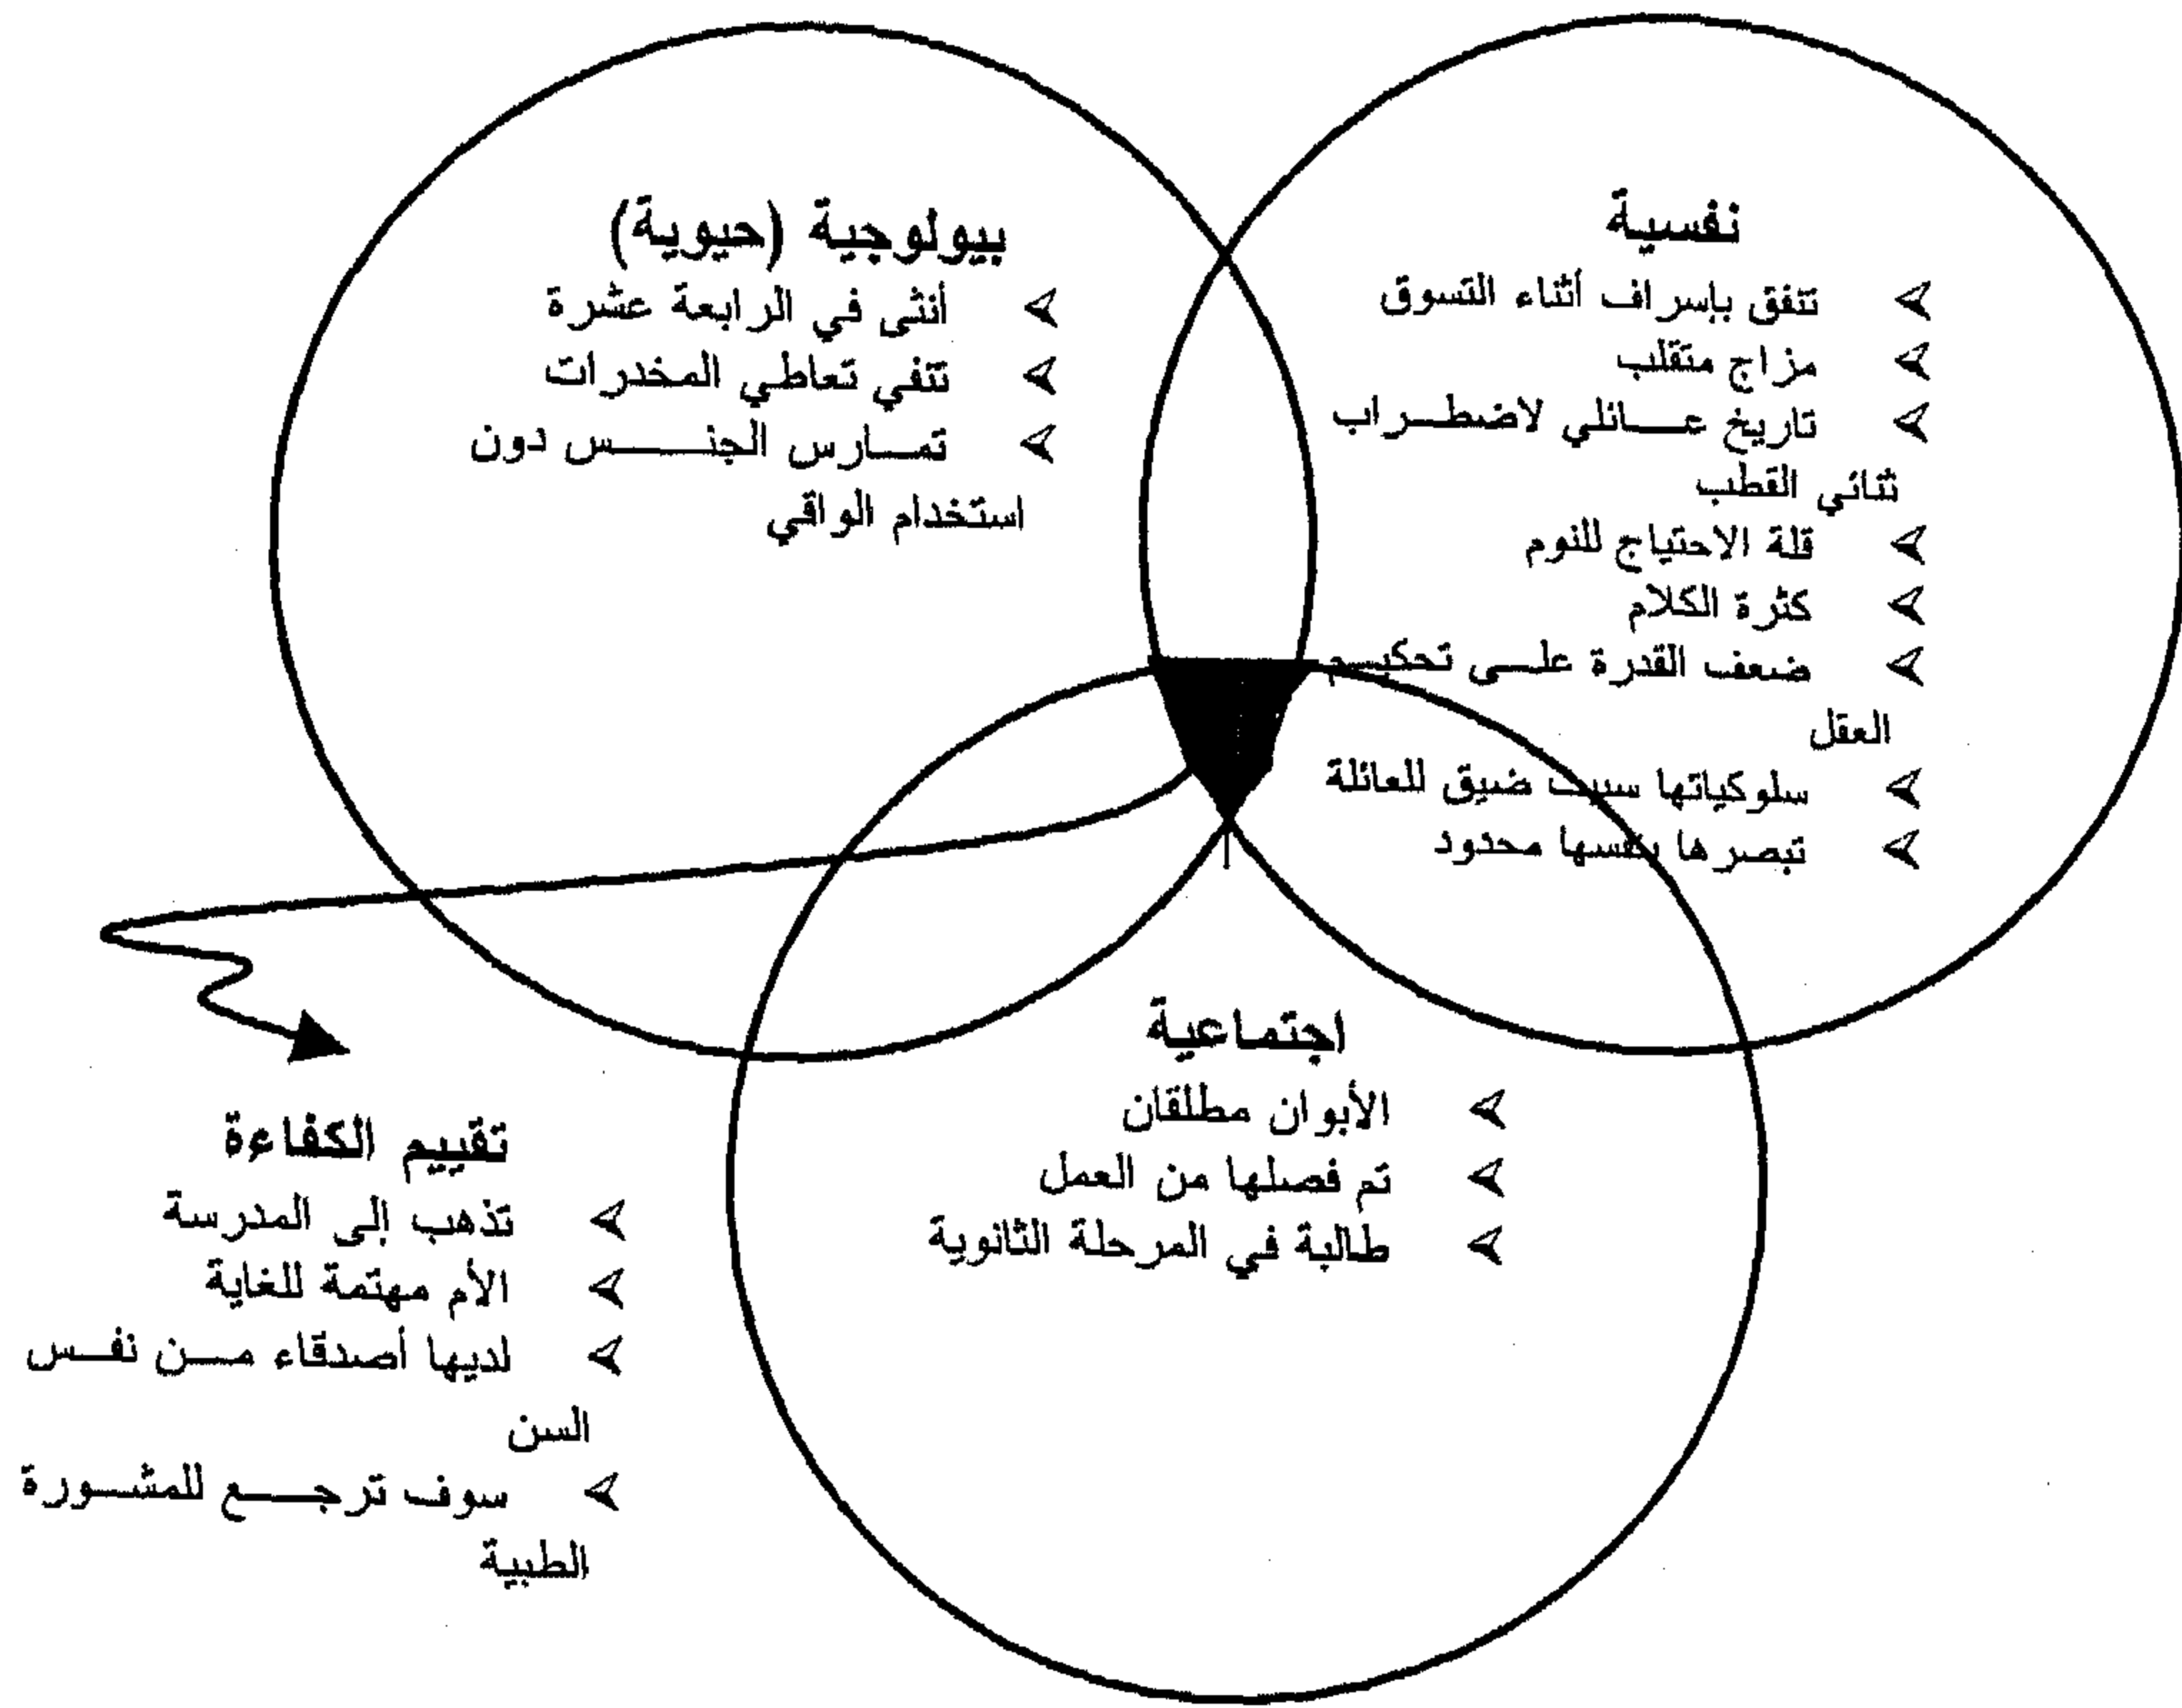 نفسية
تنفق بإسراف أثناء التسوق
مزاج متقلب
تاريخ عائلي لاضطراب
ثنائي القطب
قلة الاحتياج للنوم
كثرة الكلام
ضعف القدرة على تحكيم
العقل
سلوكياتها سببت ضيق للعائلة
تبصرها بنفسها محدود
بيولوجية (حيوية)
أنثى في الرابعة عشرة
تنفي تعاطي المخدرات
تمارس الجنس دون
استخدام الواقي
اجتماعية
الأبوان مطلقان
تم فصلها من العمل
طالبة في المرحلة الثانوية
تقييم الكفاءة
تذهب إلى المدرسة
الأم مهتمة للغاية
لديها أصدقاء من نفس
السن
سوف ترجع للمشورة
الطبية